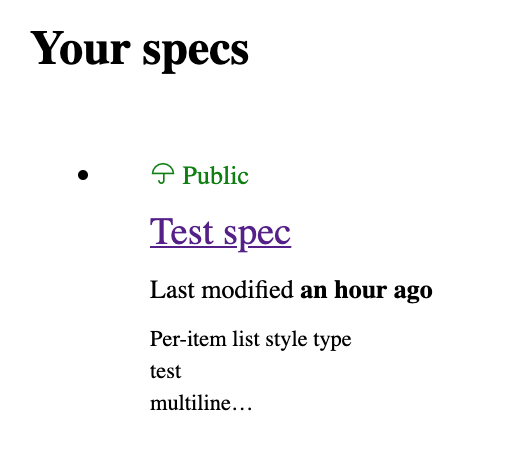 Your specs
Public
Test spec
Last modified an hour ago
Per-item list style type
test
multiline…